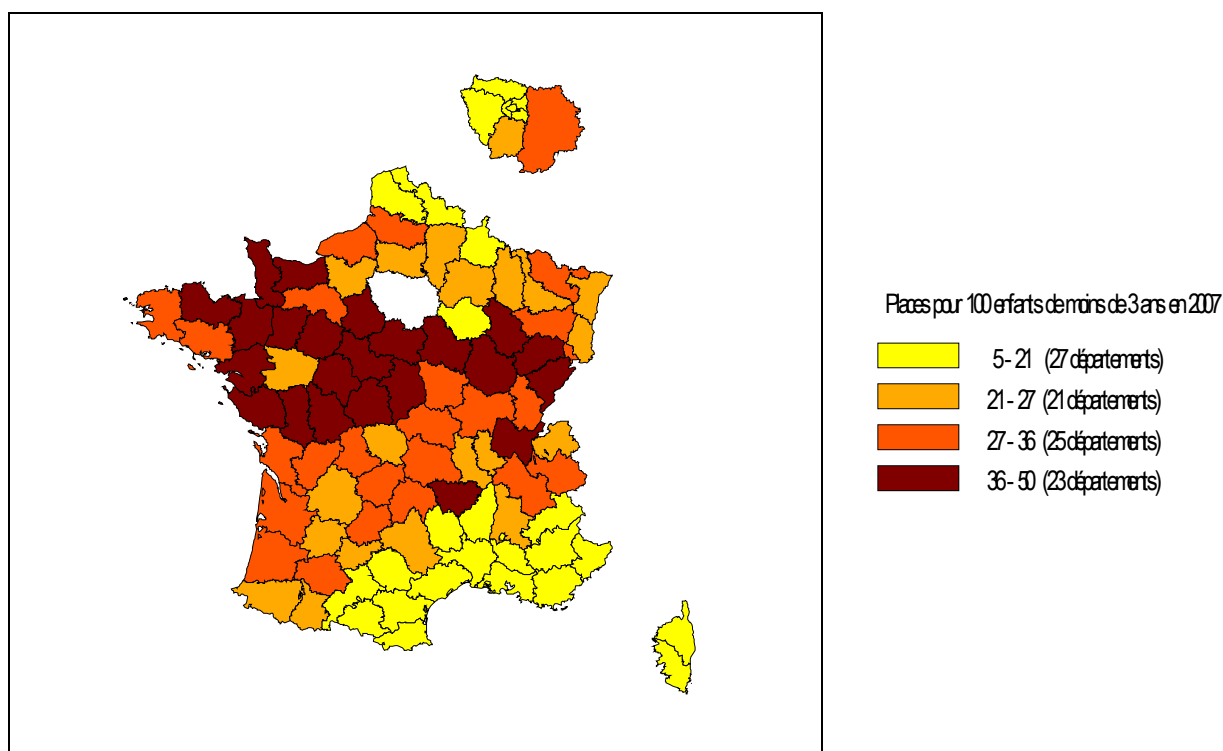 Places pour 100 enfants de moins de 3 ans en 2007
5 - 21 (27 départements)
21 - 27 (21 départements)
27 - 36 (25 départements)
36 - 50 (23 départements)